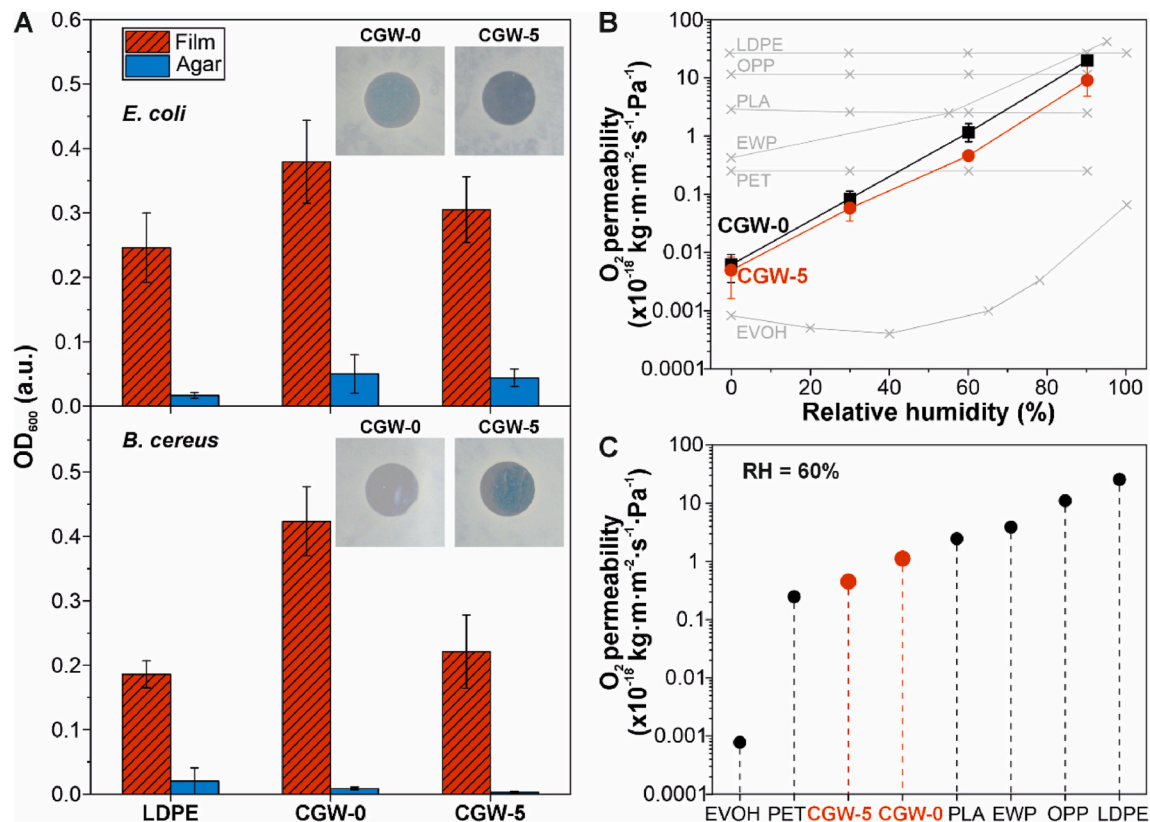 A
0.6
0.5
0.4
0.3
0.2
0.1
0.0
Film
Agar
E. coli
CGW-0
CGW-5
OD600 (a.u.)
0.5
0.4
0.3
0.2
0.1
0.0
B. cereus
CGW-0
CGW-5
LDPE
CGW-0
CGW-5
B
O2 permeability
(x10-18 kg·m·m-2·s-1·Pa-1)
100
10
1
0.1
0.01
0.001
0.0001
LDPE
OPP
PLA
EWP
PET
CGW-0
CGW-5
EVOH
0
20
40
60
80
100
Relative humidity (%)
C
O2 permeability
(x10-18 kg·m·m-2·s-1·Pa-1)
100
10
1
0.1
0.01
0.001
0.0001
RH = 60%
EVOH
PET
CGW-5
CGW-0
PLA
EWP
OPP
LDPE